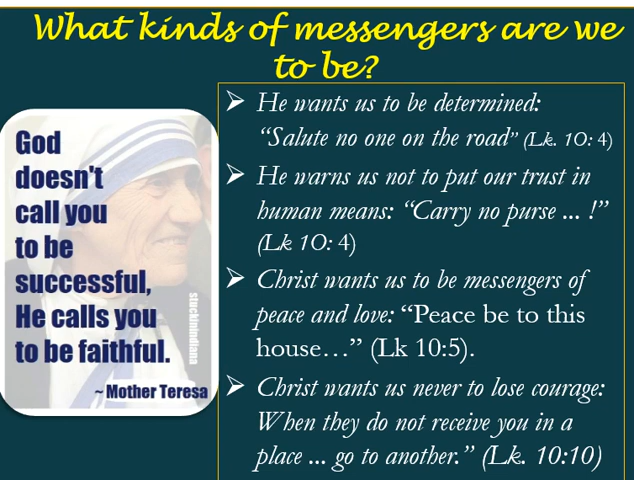 What kinds of messengers are we
to be?
God
doesn't
call you
to be
successful,
He calls you
to be faithful.
~ Mother Teresa
stuckinindiana
➢ He wants us to be determined:
“Salute no one on the road” (Lk. 1O: 4)
➢ He warns us not to put our trust in
human means: “Carry no purse ... !”
(Lk 1O: 4)
➢ Christ wants us to be messengers of
peace and love: “Peace be to this
house…” (Lk 10:5).
➢ Christ wants us never to lose courage:
When they do not receive you in a
place ... go to another.” (Lk. 10:10)